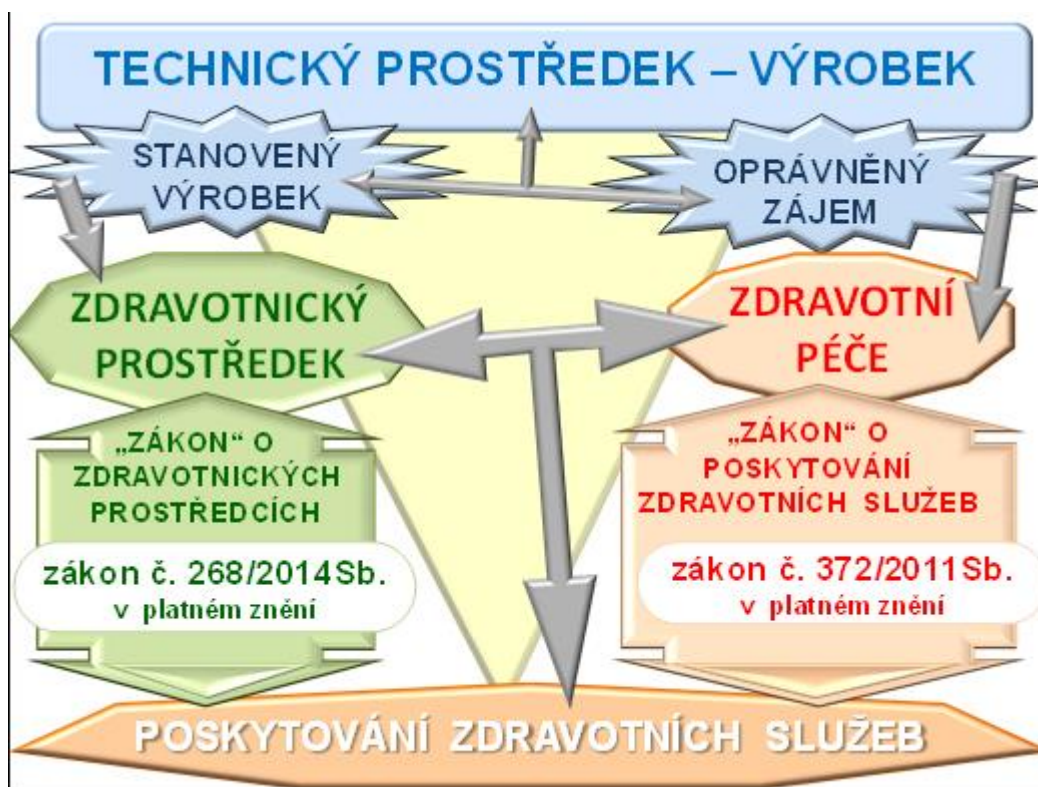 TECHNICKÝ PROSTŘEDEK – VÝROBEK
STANOVENÝ
VÝROBEK
OPRÁVNĚNÝ
ZÁJEM
ZDRAVOTNICKÝ
PROSTŘEDEK
ZDRAVOTNÍ
PÉČE
„ZÁKON“ O
ZDRAVOTNICKÝCH
PROSTŘEDCÍCH
zákon č. 268/2014Sb.
v platném znění
„ZÁKON“ O
POSKYTOVÁNÍ
ZDRAVOTNÍCH SLUŽEB
zákon č. 372/2011Sb.
v platném znění
POSKYTOVÁNÍ ZDRAVOTNÍCH SLUŽEB